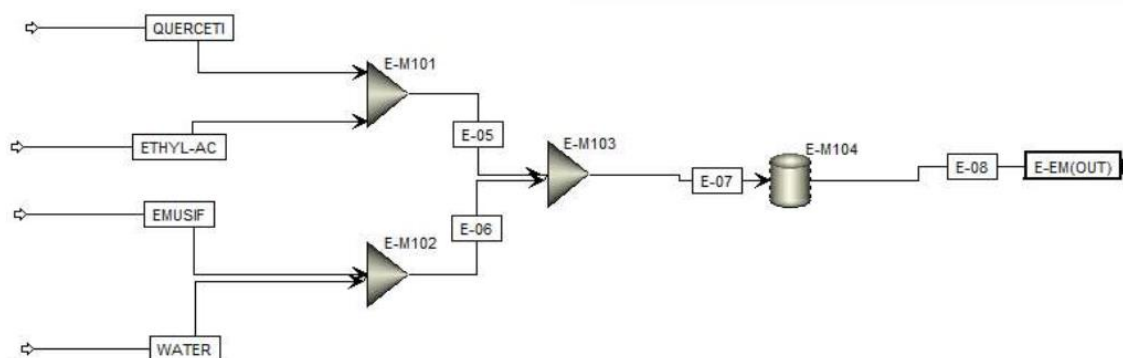 QUERCETI
E-M101
ETHYL-AC
E-05
E-M103
E-M104
E-07
E-08
E-EM(OUT)
EMUSIF
E-06
E-M102
WATER